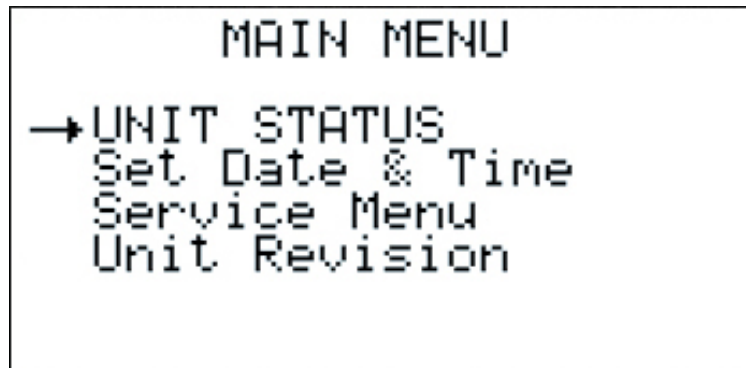 MAIN MENU
→UNIT STATUS
Set Date & Time
Service Menu
Unit Revision